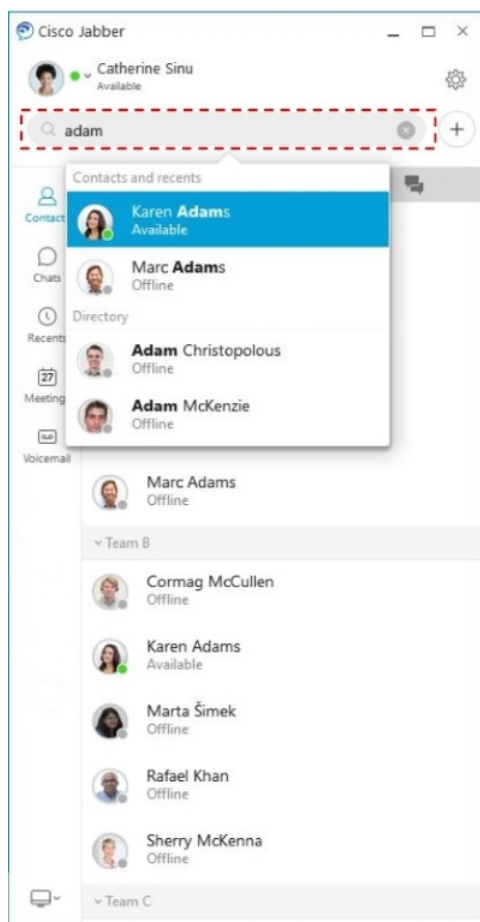 Cisco Jabber
Catherine Sinu
Available
adam
Contacts and recents
Karen Adams
Available
Marc Adams
Offline
Directory
Adam Christopolous
Offline
Adam McKenzie
Offline
Contact
Chats
Recents
27
Meeting
Voicemail
Marc Adams
Offline
Team B
Cormag McCullen
Offline
Karen Adams
Available
Marta Šimek
Offline
Rafael Khan
Offline
Sherry McKenna
Offline
Team C